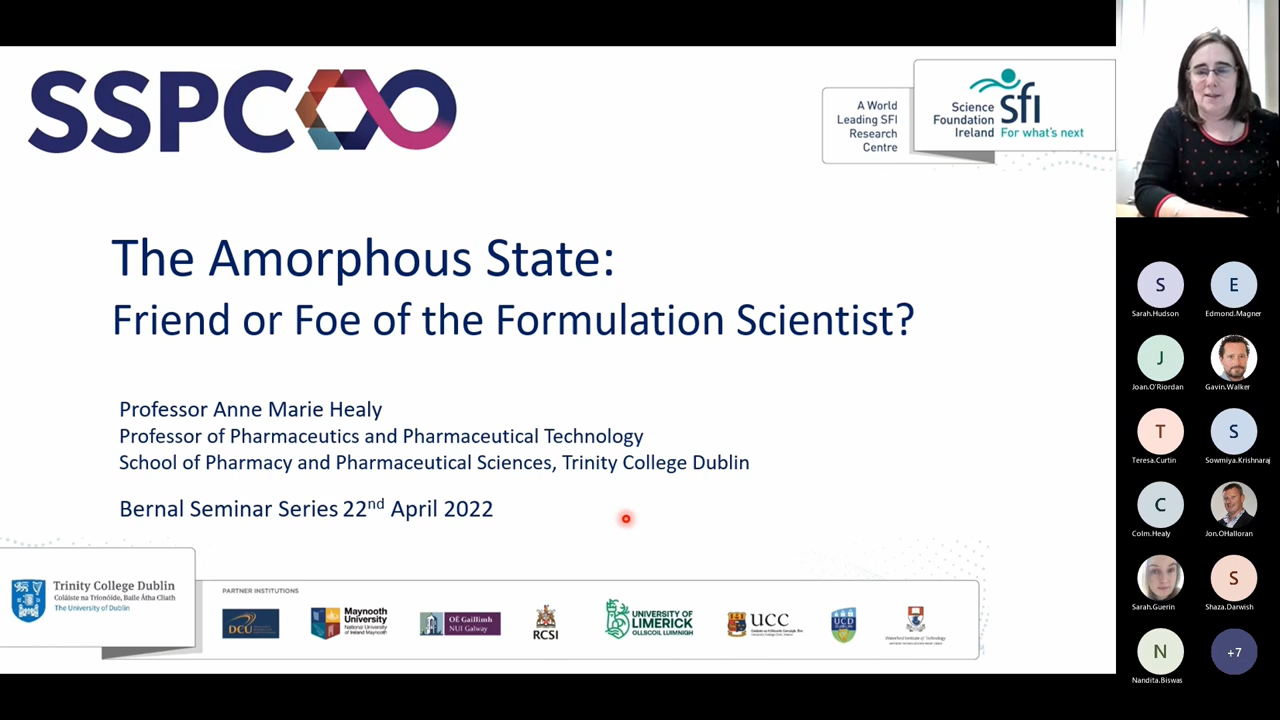 SSPC
A World
Leading SFI
Research
Centre
Science
Foundation
Ireland
sfi
For what's next
The Amorphous State:
Friend or Foe of the Formulation Scientist?
Professor Anne Marie Healy
Professor of Pharmaceutics and Pharmaceutical Technology
School of Pharmacy and Pharmaceutical Sciences, Trinity College Dublin
Bernal Seminar Series 22nd April 2022
Trinity College Dublin
Coláiste na Tríonóide, Baile Átha Cliath
The University of Dublin
PARTNER INSTITUTIONS
DCU
Maynooth
University
National University
of Ireland Maynooth
OÉ Gaillimh
NUI Galway
RCSI
UNIVERSITY OF
LIMERICK
OLLSCOIL LUIMNIGH
UCC
UCD
DUBLIN
Waterford Institute of Technology
S
Sarah.Hudson
E
Edmond.Magner
J
Joan.O'Riordan
Gavin.Walker
T
Teresa.Curtin
S
Sowmiya.Krishnaraj
C
Colm.Healy
Jon.OHalloran
Sarah.Guerin
S
Shaza.Darwish
N
Nandita.Biswas
+7